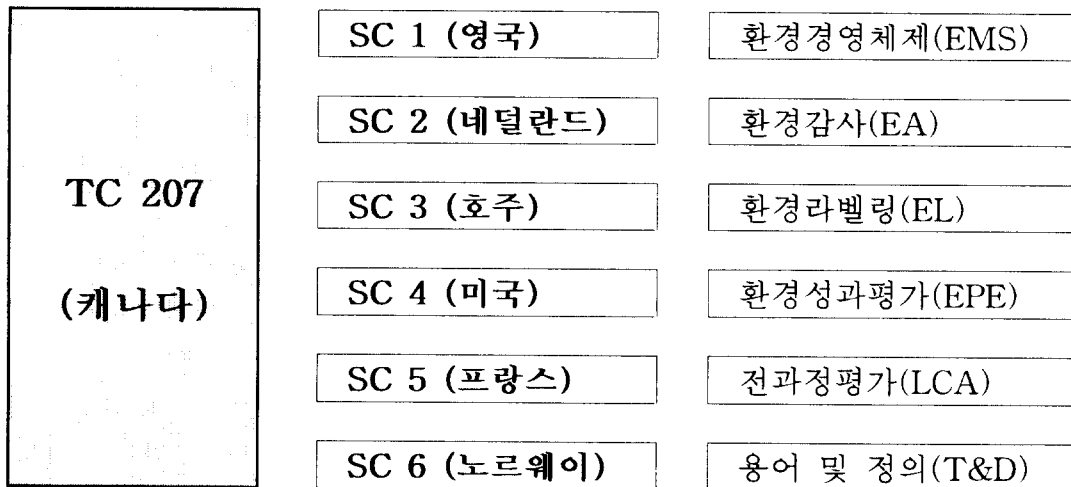 TC 207
(캐나다)
SC 1 (영국)
환경경영체제(EMS)
SC 2 (네덜란드)
환경감사(EA)
SC 3 (호주)
환경라벨링(EL)
SC 4 (미국)
환경성과평가(EPE)
SC 5 (프랑스)
전과정평가(LCA)
SC 6 (노르웨이)
용어 및 정의(T&D)